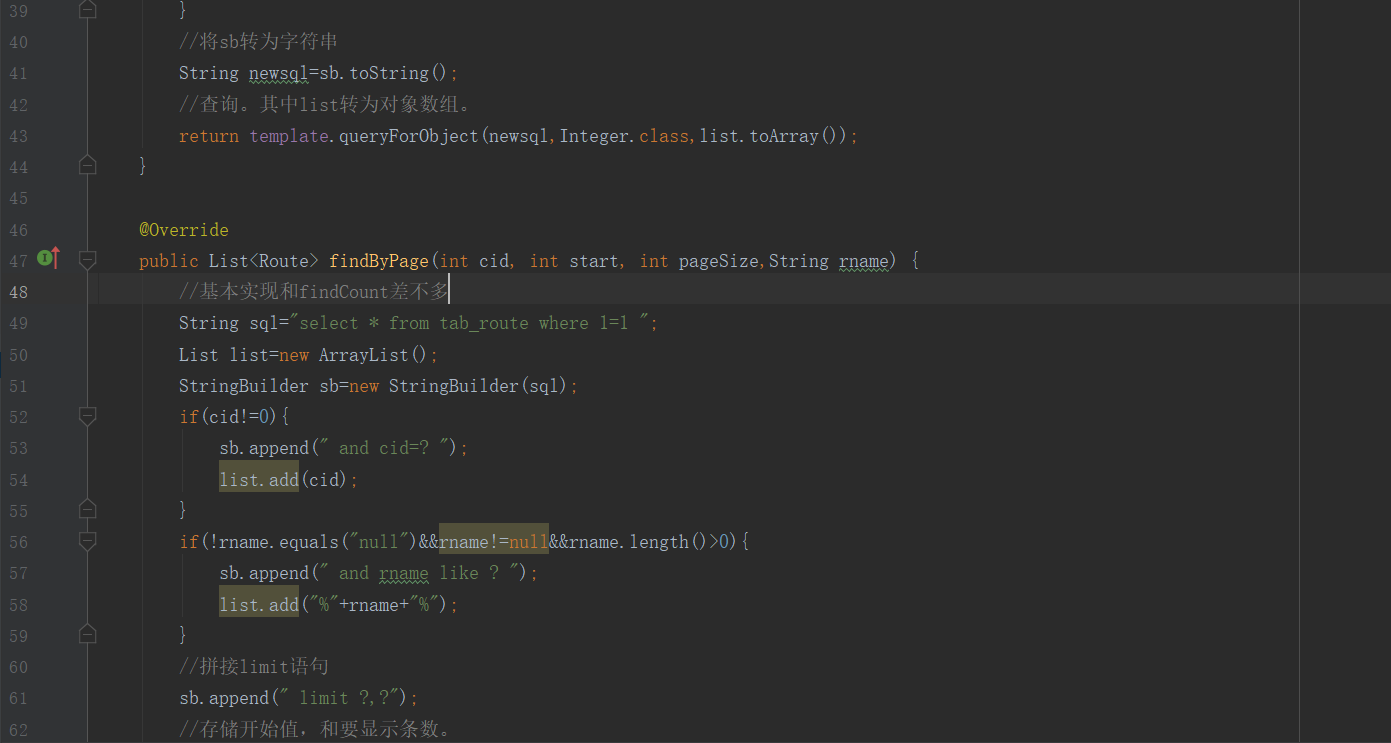 39 }
40 //将sb转为字符串
41 String newsql=sb.toString();
42 //查询。其中list转为对象数组。
43 return template.queryForObject(newsql,Integer.class,list.toArray());
44 }
45
46 @Override
47 public List<Route> findByPage(int cid, int start, int pageSize,String rname) {
48 //基本实现和findCount差不多
49 String sql="select * from tab_route where 1=1 ";
50 List list=new ArrayList();
51 StringBuilder sb=new StringBuilder(sql);
52 if(cid!=0){
53 sb.append(" and cid=? ");
54 list.add(cid);
55 }
56 if(!rname.equals("null")&&rname!=null&&rname.length()>0){
57 sb.append(" and rname like ? ");
58 list.add("%"+rname+"%");
59 }
60 //拼接limit语句
61 sb.append(" limit ?,?");
62 //存储开始值，和要显示条数。